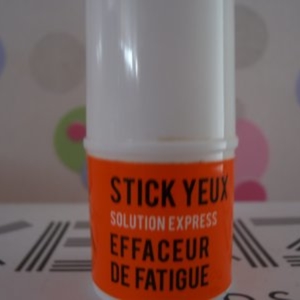 STICK YEUX
SOLUTION EXPRESS
EFFACEUR
DE FATIGUE